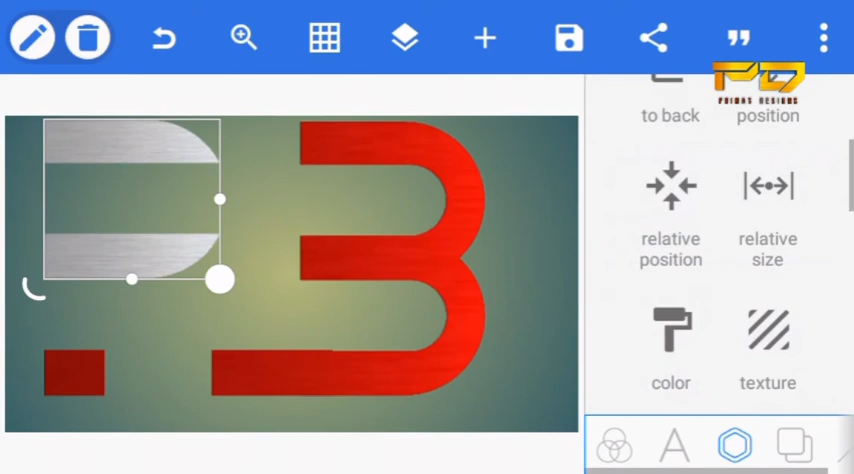 PD
PRIMAS DESIGNS
to back
position
relative
position
relative
size
color
texture